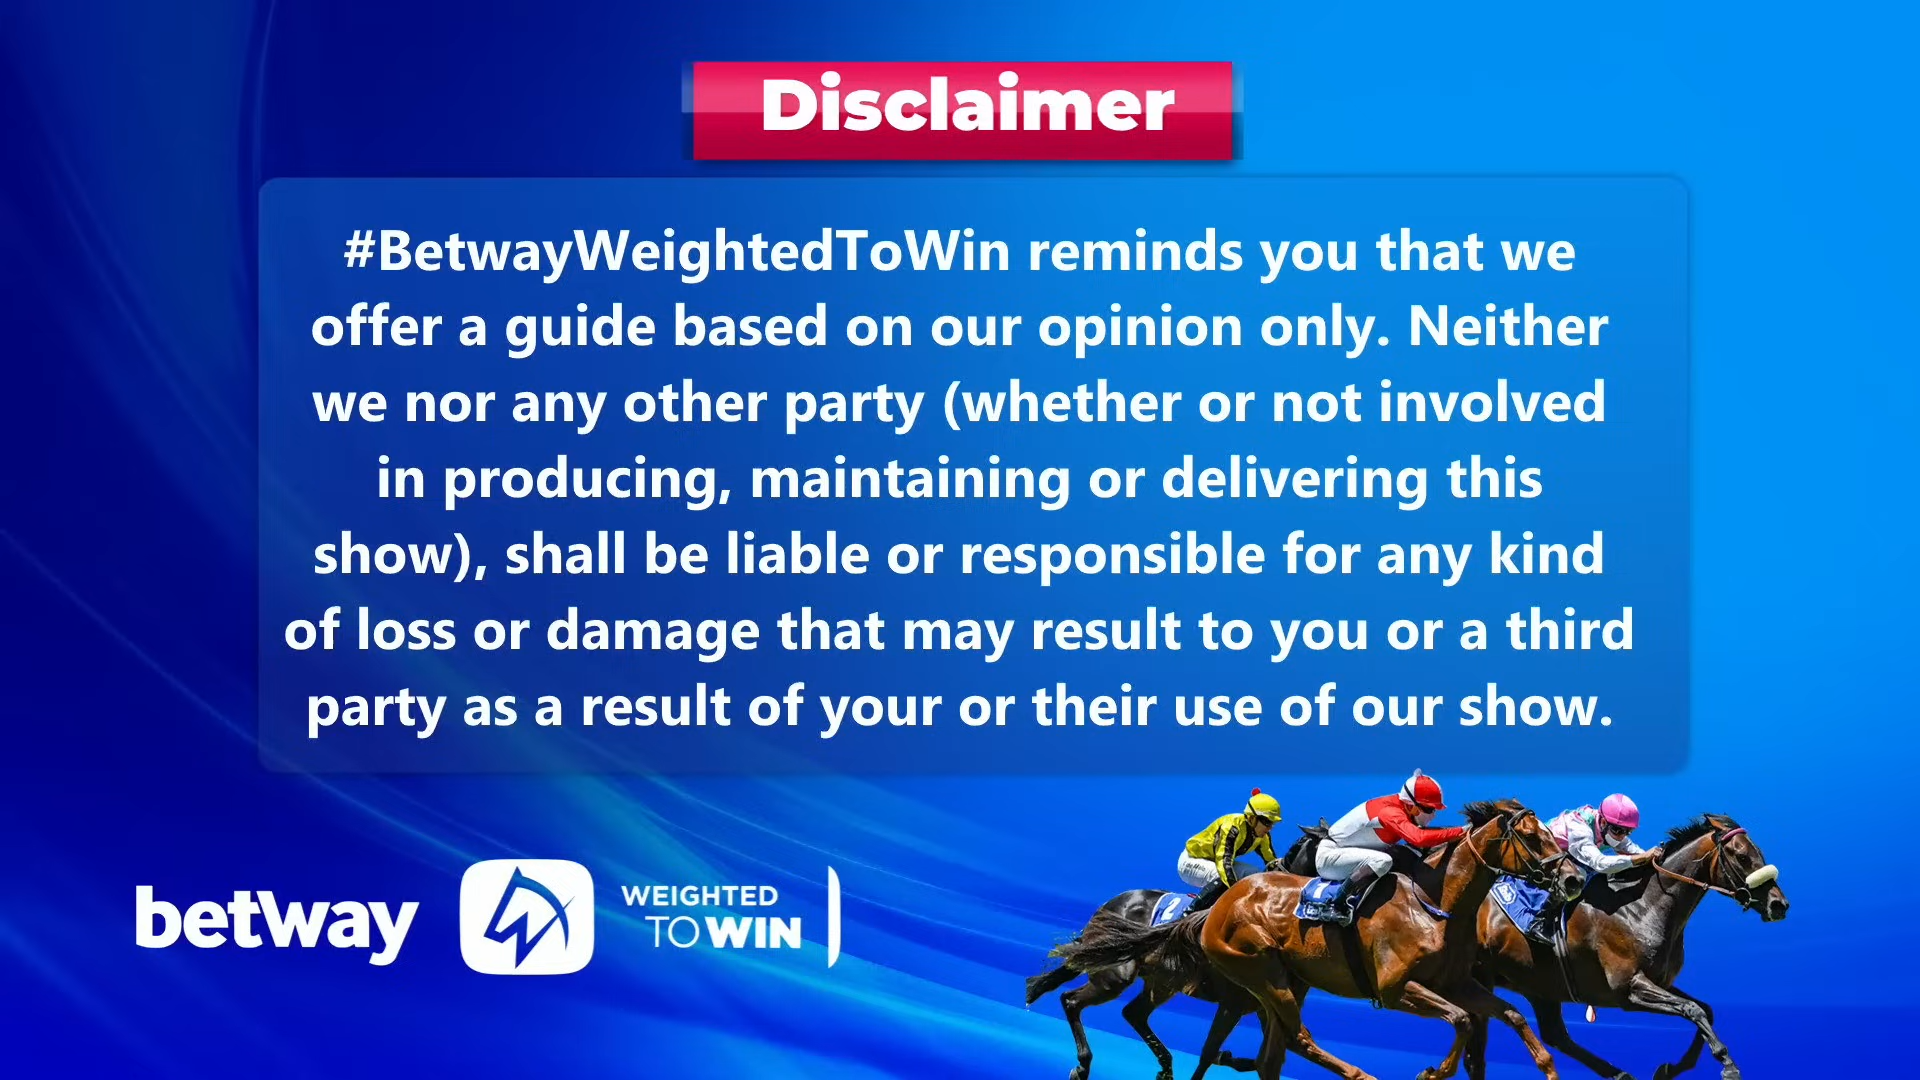 Disclaimer
#BetwayWeightedToWin reminds you that we
offer a guide based on our opinion only. Neither
we nor any other party (whether or not involved
in producing, maintaining or delivering this
show), shall be liable or responsible for any kind
of loss or damage that may result to you or a third
party as a result of your or their use of our show.
betway
WEIGHTED
TO WIN
2
1